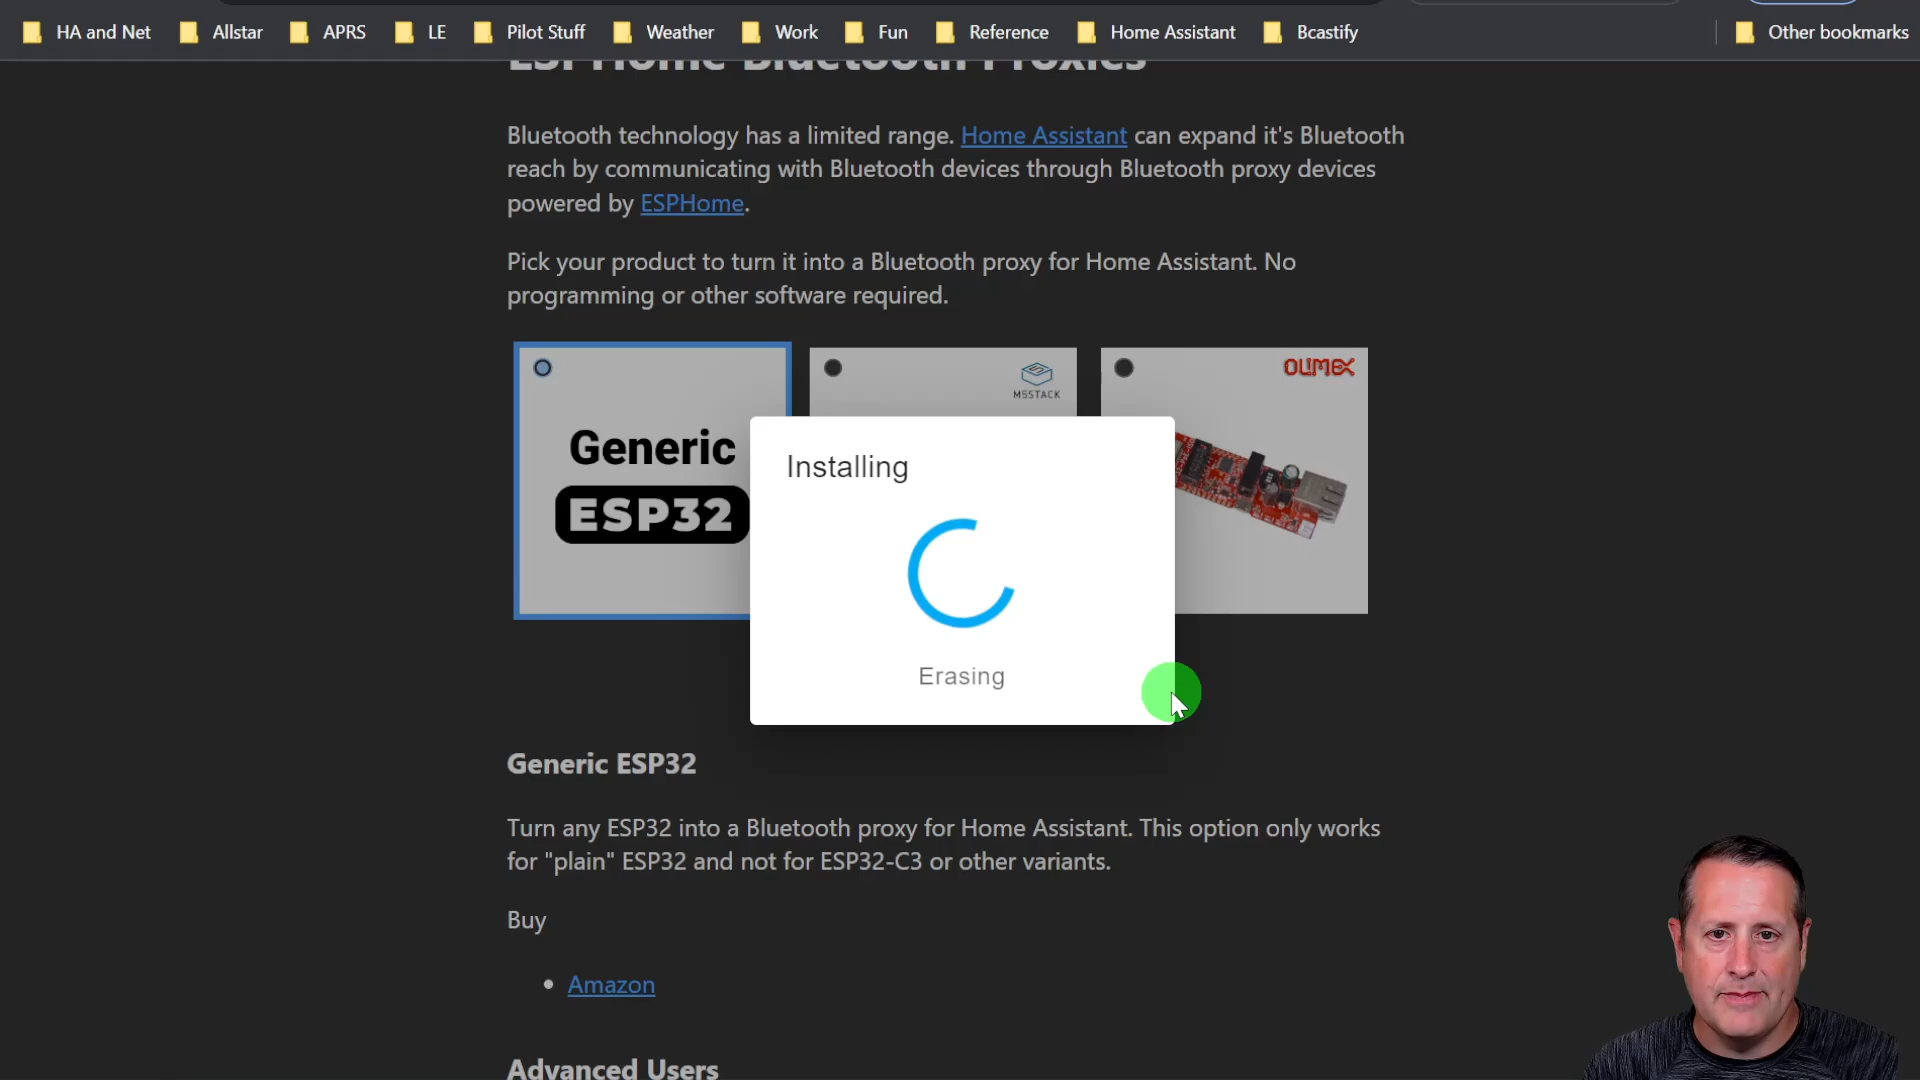 HA and Net Allstar APRS LE Pilot Stuff Weather Work Fun Reference Home Assistant Bcastify Other bookmarks
ESPHome Bluetooth Proxies
Bluetooth technology has a limited range. Home Assistant can expand it's Bluetooth
reach by communicating with Bluetooth devices through Bluetooth proxy devices
powered by ESPHome.
Pick your product to turn it into a Bluetooth proxy for Home Assistant. No
programming or other software required.
M5STACK
OLIMEX
Generic
ESP32
Installing
Erasing
Generic ESP32
Turn any ESP32 into a Bluetooth proxy for Home Assistant. This option only works
for "plain" ESP32 and not for ESP32-C3 or other variants.
Buy
• Amazon
Advanced Users